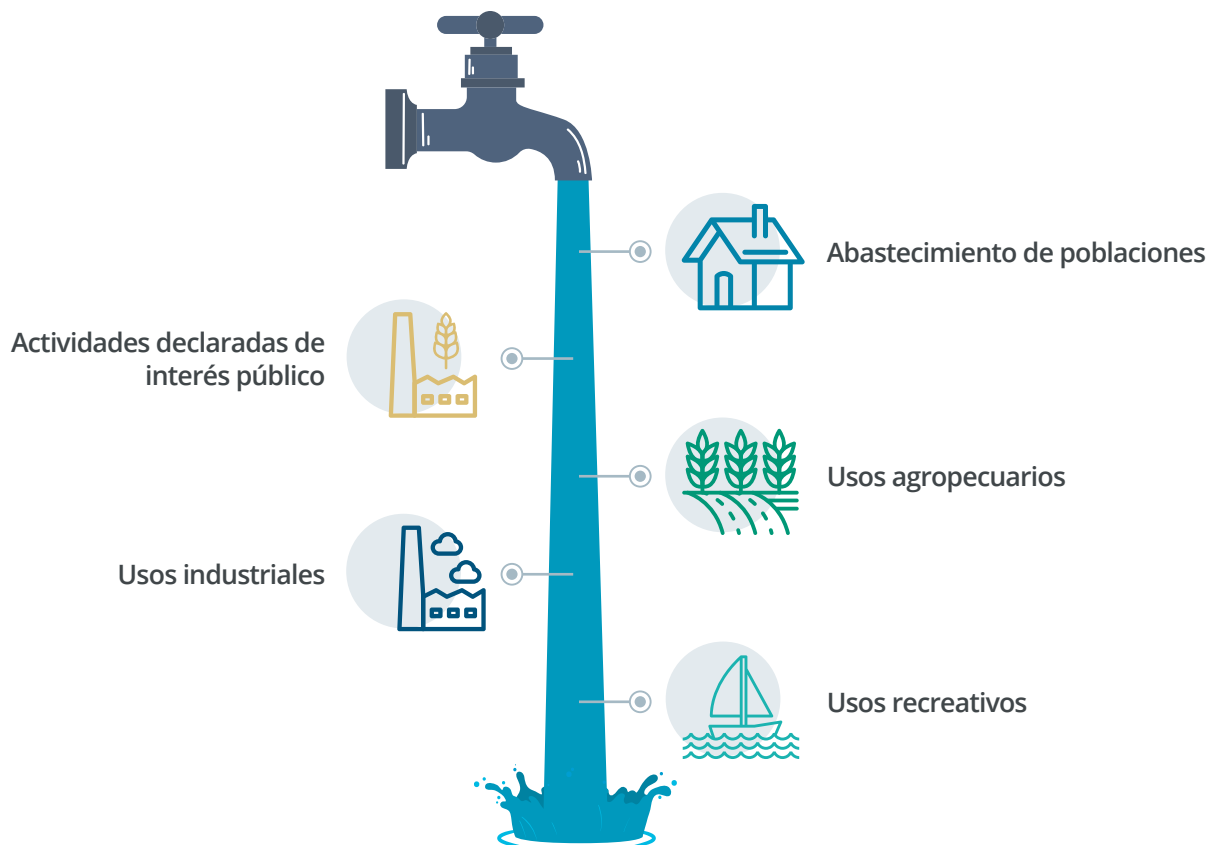 Abastecimiento de poblaciones
Actividades declaradas de
interés público
Usos agropecuarios
Usos industriales
Usos recreativos